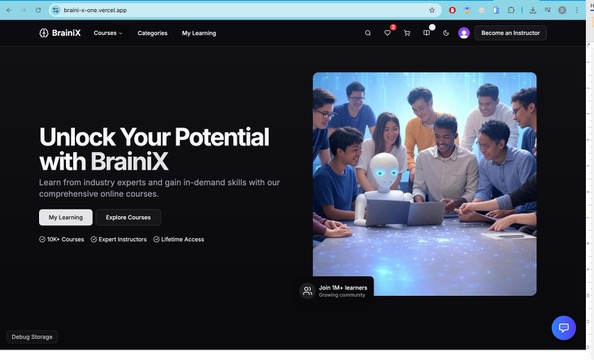 braini-x-one.vercel.app
BrainiX
Courses
Categories
My Learning
2
Become an Instructor
Unlock Your Potential
with BrainiX
Learn from industry experts and gain in-demand skills with our
comprehensive online courses.
My Learning
Explore Courses
10K+ Courses
Expert Instructors
Lifetime Access
Join 1M+ learners
Growing community
Debug Storage